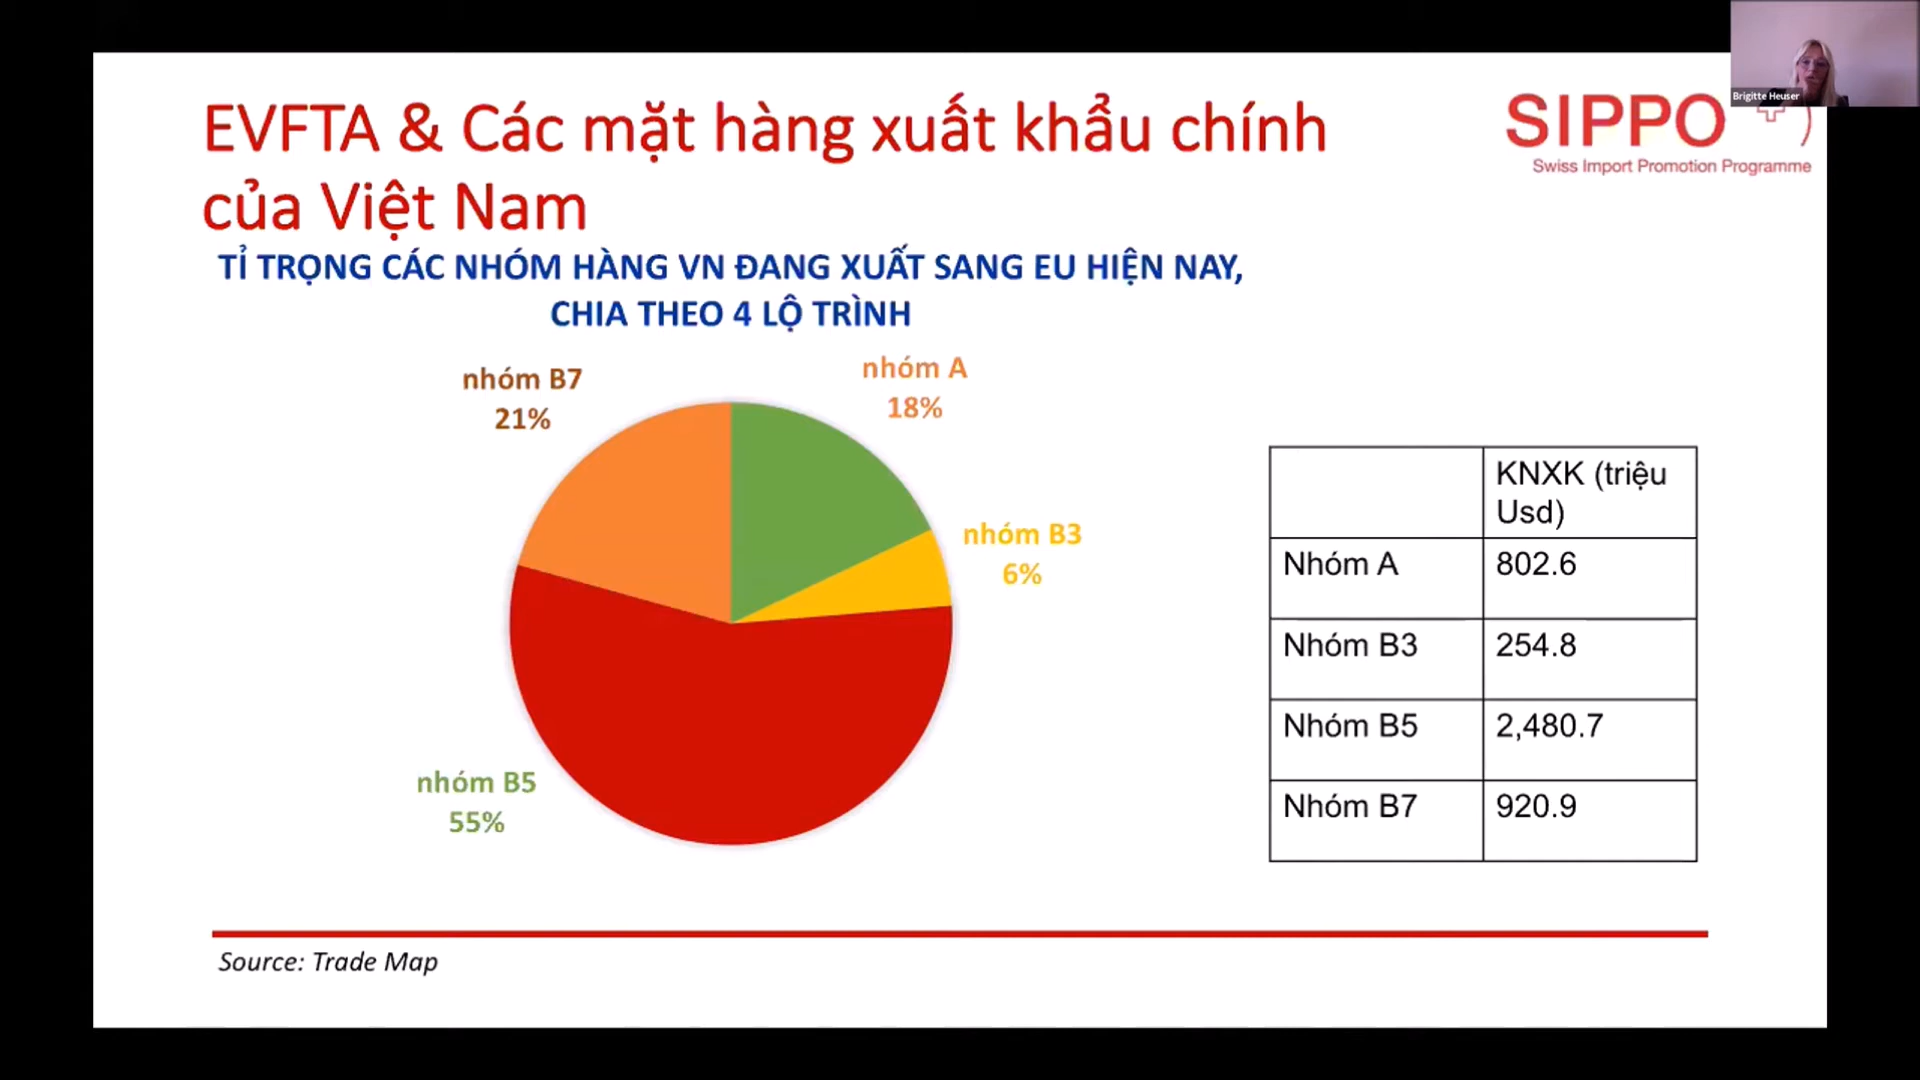 Brigitte Heuser
SIPPO
Swiss Import Promotion Programme
EVFTA & Các mặt hàng xuất khẩu chính
của Việt Nam
TỈ TRỌNG CÁC NHÓM HÀNG VN ĐANG XUẤT SANG EU HIỆN NAY,
CHIA THEO 4 LỘ TRÌNH
nhóm B7
21%
nhóm A
18%
nhóm B3
6%
nhóm B5
55%
KNXK (triệu
Usd)
Nhóm A 802.6
Nhóm B3 254.8
Nhóm B5 2,480.7
Nhóm B7 920.9
Source: Trade Map